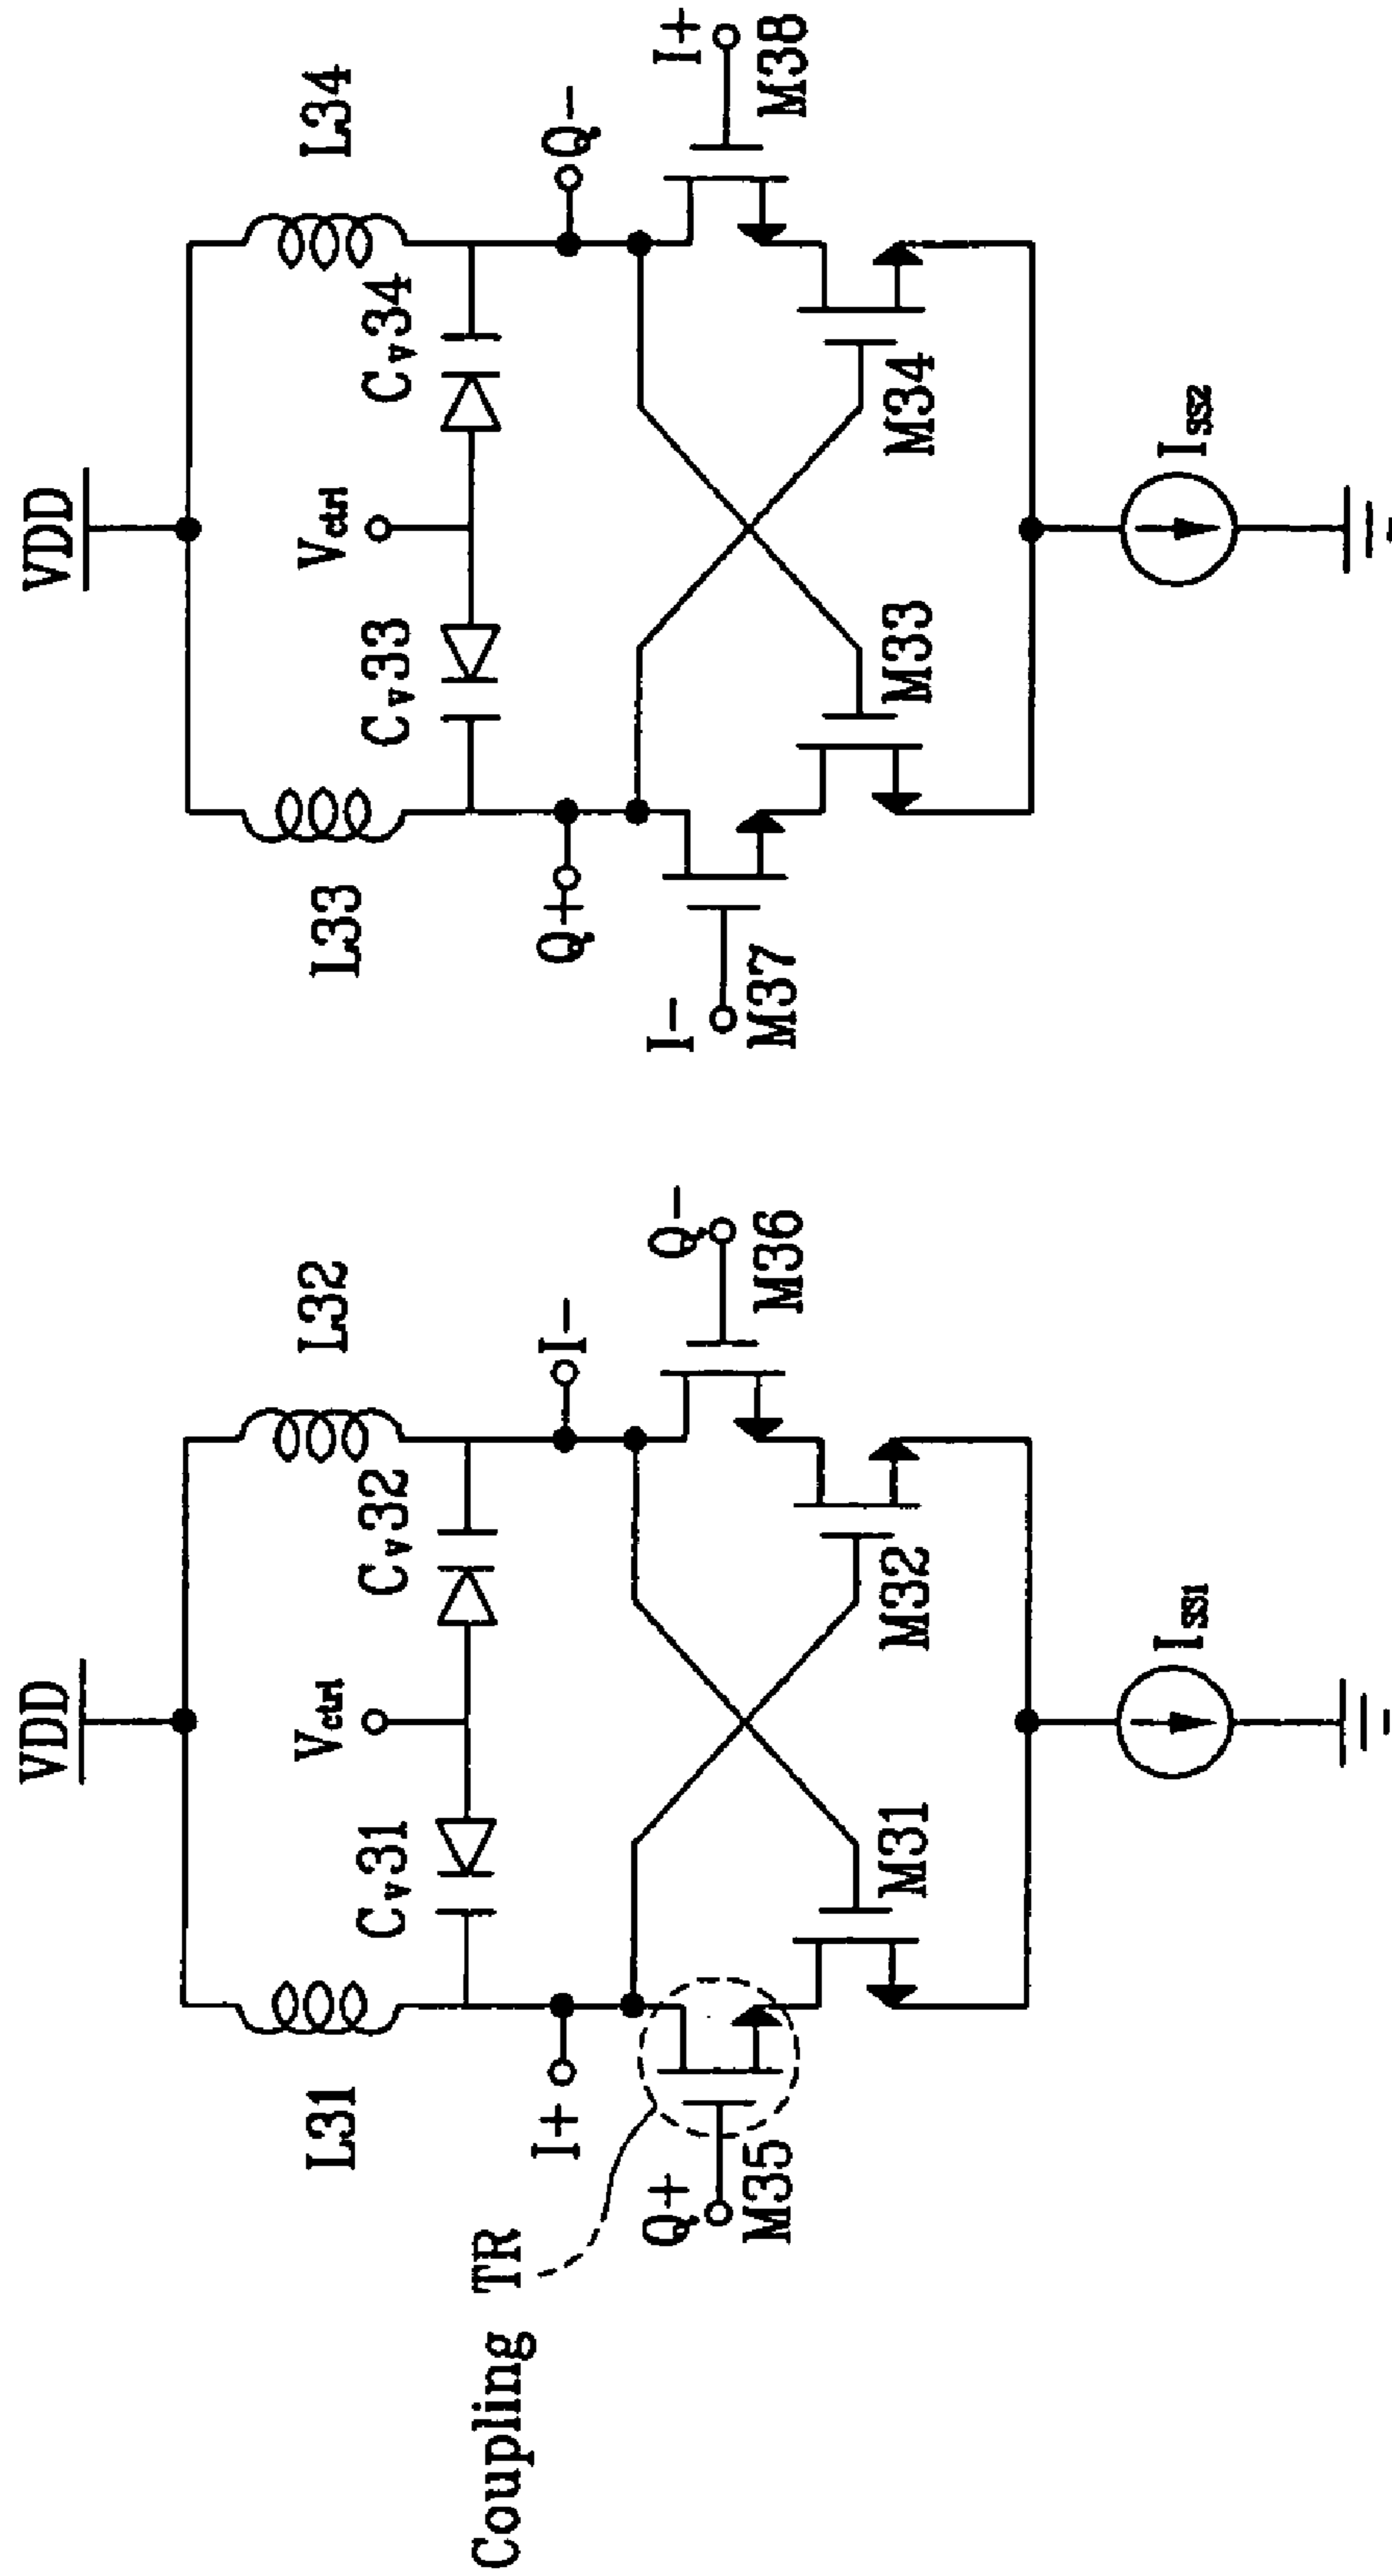 VDD
L31
L32
Cv31
Vctrl
Cv32
I+
I-
Coupling TR
Q+
M35
Q-
M36
M31
M32
ISS1
VDD
L33
L34
Cv33
Vctrl
Cv34
Q+
Q-
I-
M37
I+
M38
M33
M34
ISS2